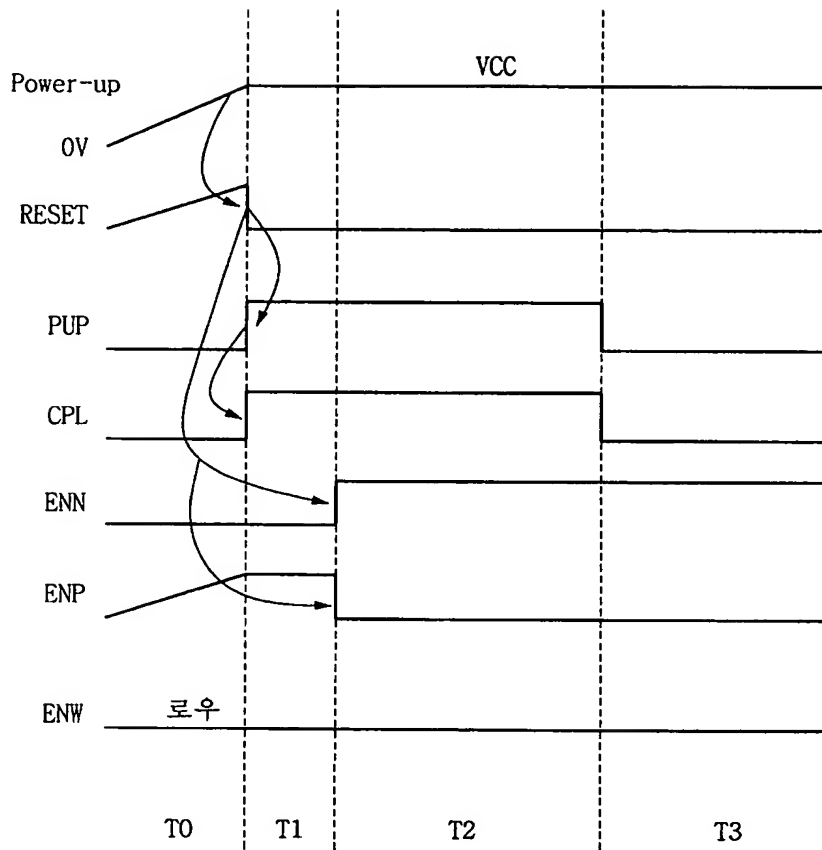 VCC
Power-up
0V
RESET
PUP
CPL
ENN
ENP
로우
ENW
T0 T1 T2 T3